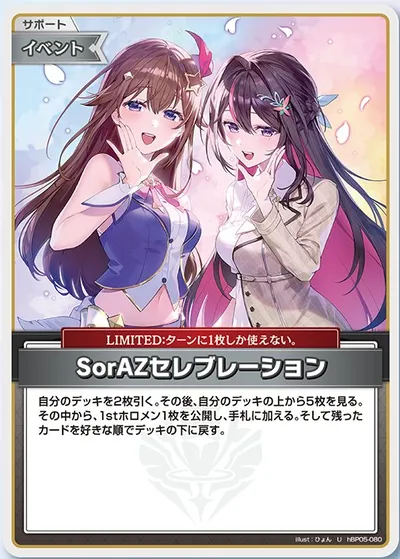 サポート
イベント
LIMITED:ターンに1枚しか使えない。
SorAZセレブレーション
自分のデッキを2枚引く。その後、自分のデッキの上から5枚を見る。
その中から、1stホロメン1枚を公開し、手札に加える。そして残った
カードを好きな順でデッキの下に戻す。
illust:ひょん U hBP05-080